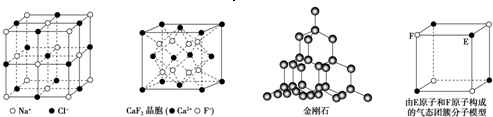 F
E
○ Na⁺ ● Cl⁻
CaF₂ 晶胞(● Ca²⁺ ○ F⁻)
金刚石
由E原子和F原子构成
的气态团簇分子模型